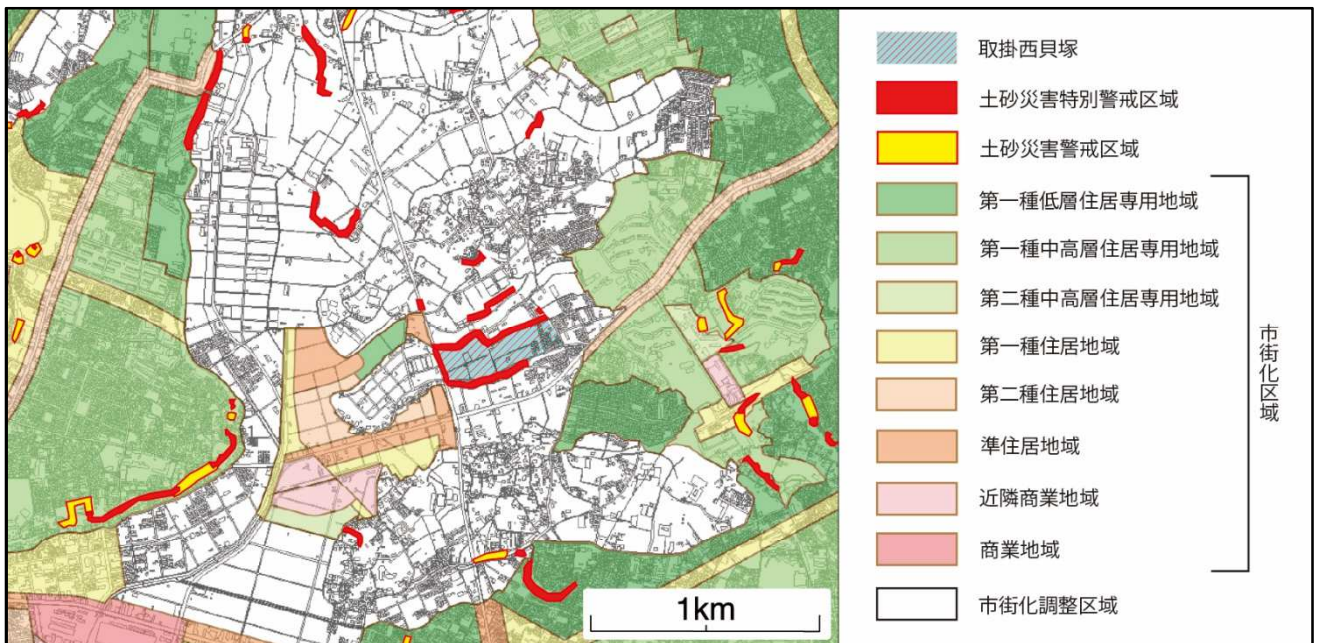 取掛西貝塚
土砂災害特別警戒区域
土砂災害警戒区域
第一種低層住居専用地域
第一種中高層住居専用地域
第二種中高層住居専用地域
第一種住居地域
第二種住居地域
準住居地域
近隣商業地域
商業地域
市街化調整区域
市街化区域
1km